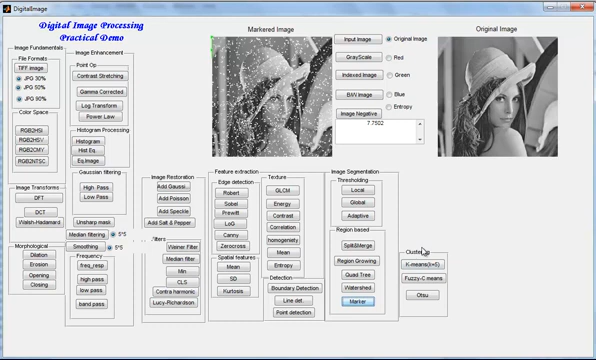 DigitalImage
Digital Image Processing
Practical Demo
Image Fundamentals
File Formats
TIFF image
JPG 30%
JPG 50%
JPG 90%
Color Space
RGB2HSI
RGB2HSV
RGB2CMY
RGB2NTSC
Image Transforms
DFT
DCT
Walsh-Hadamard
Morphological
Dilation
Erosion
Opening
Closing
Image Enhancement
Point Op
Contrast Stretching
Gamma Corrected
Log Transform
Power Law
Histogram Processing
Histogram
Hist Eq.
Eq.Image
Gaussian filtering
High Pass
Low Pass
Unsharp mask
Median filtering
5*5
Smoothing
5*5
Frequency
freq_resp
high pass
low pass
band pass
Image Restoration
Add Gaussi...
Add Poisson
Add Speckle
Add Salt & Pepper
.filters
Weiner Filter
Median filter
Min
CLS
Contra harmonic
Lucy-Richardson
Markered Image
Input Image
Original Image
GrayScale
Red
Indexed Image
Green
B/W Image
Blue
Entropy
Image Negative
7.7502
Original Image
Feature extraction
Edge detection
Robert
Sobel
Prewitt
LoG
Canny
Zerocross
Spatial features
Mean
SD
Kurtosis
Texture
GLCM
Energy
Contrast
Correlation
homogeniety
Mean
Entropy
Detection
Boundary Detection
Line det.
Point detection
Image Segmentation
Thresholding
Local
Global
Adaptive
Region based
Split&Merge
Region Growing
Quad Tree
Watershed
Marker
K-means(k=5)
Fuzzy-C means
Otsu